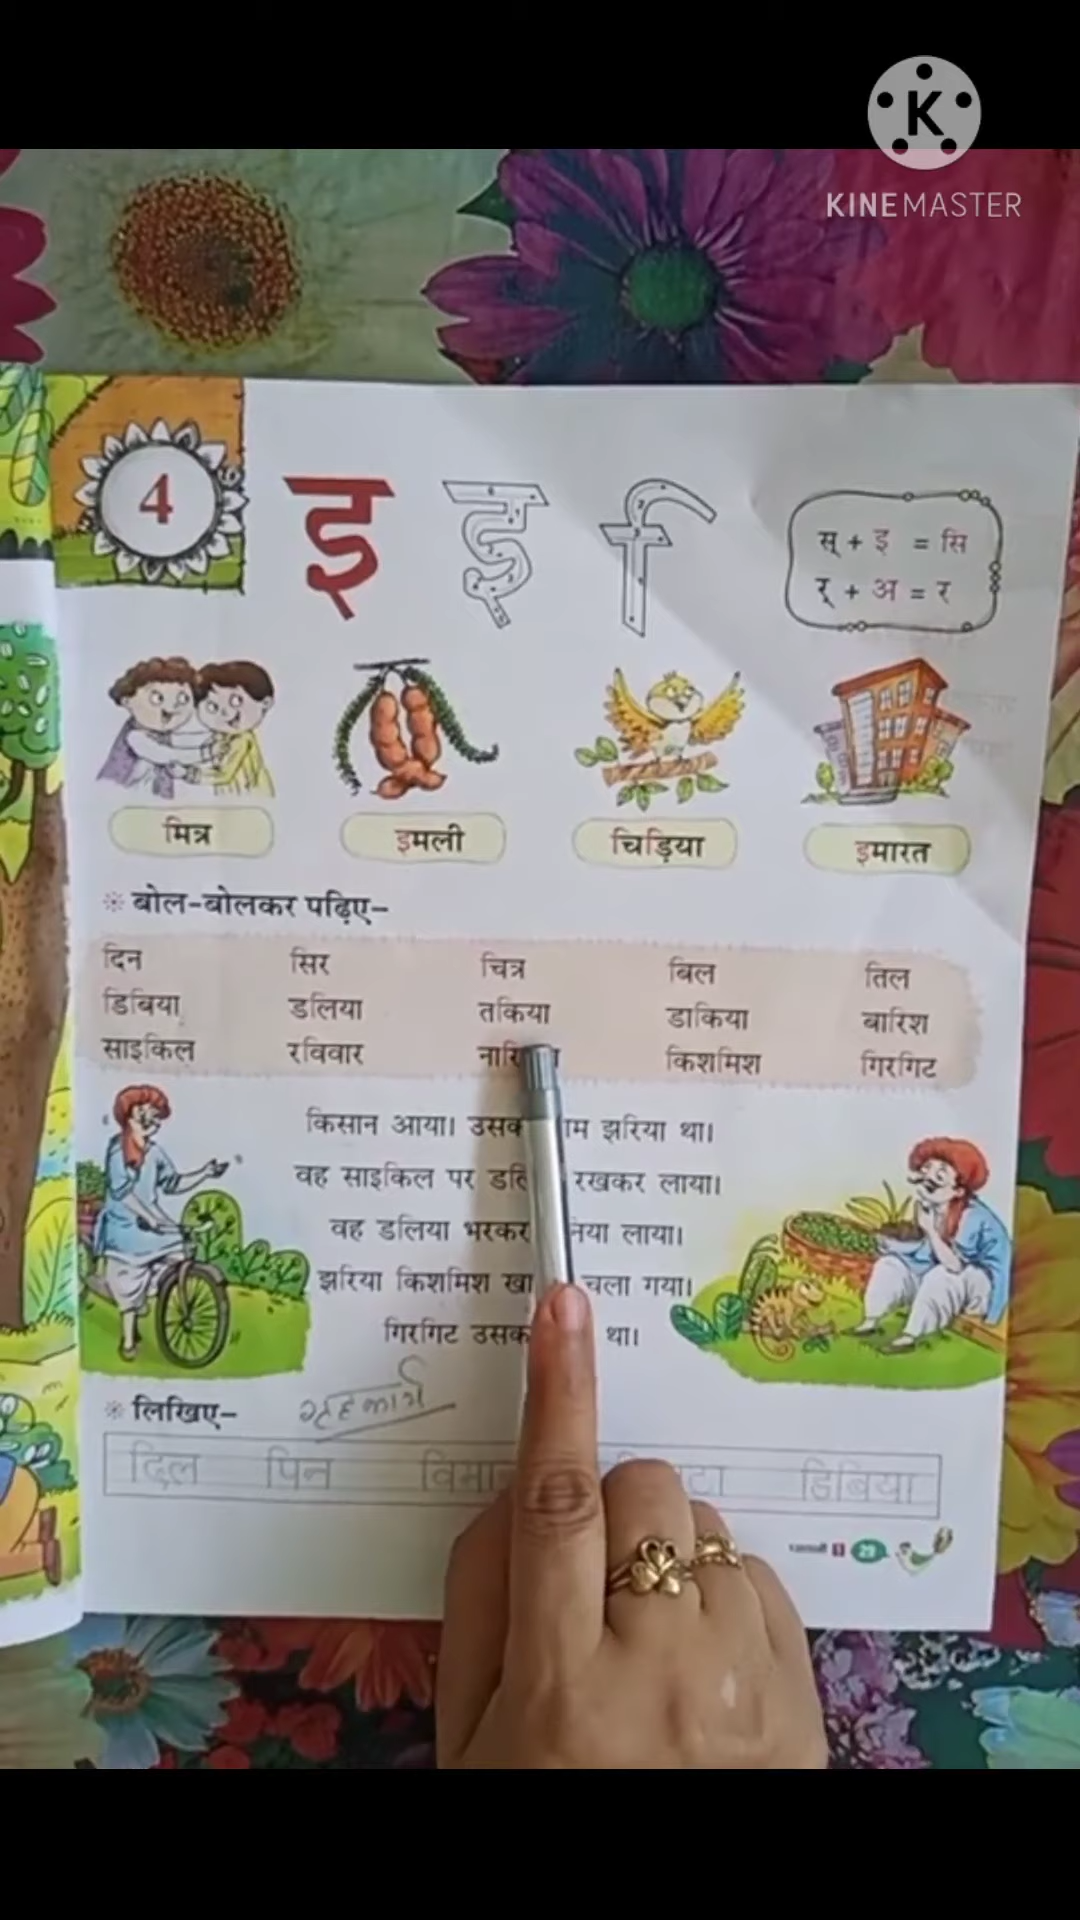 KINEMASTER
4 इ इ ि
स् + इ = सि
र् + अ = र
मित्र इमली चिड़िया इमारत
बोल-बोलकर पढ़िए-
दिन सिर चित्र बिल तिल
डिबिया डलिया तकिया डाकिया बारिश
साइकिल रविवार किशमिश गिरगिट
किसान आया। झरिया था।
वह साइकिल पर रखकर लाया।
वह डलिया भरकर लाया।
झरिया किशमिश चला गया।
गिरगिट था।
लिखिए- गृहकार्य
दिल पिन डिबिया
29